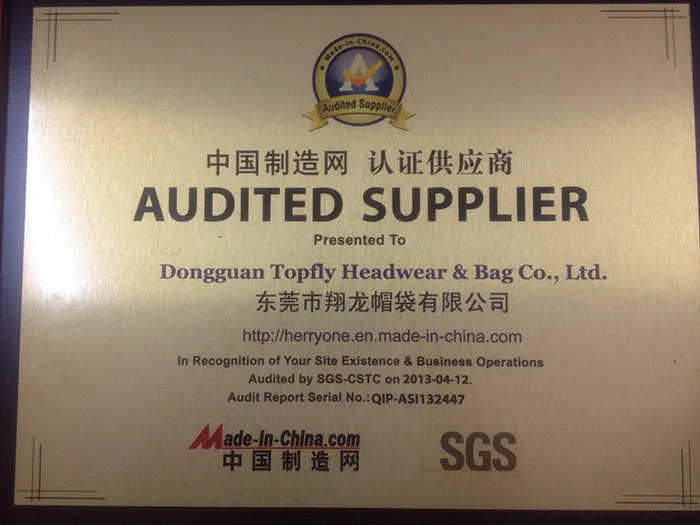 Made-in-China.com
Audited Supplier
中国制造网 认证供应商
AUDITED SUPPLIER
Presented To
Dongguan Topfly Headwear & Bag Co., Ltd.
东莞市翔龙帽袋有限公司
http://herryone.en.made-in-china.com
In Recognition of Your Site Existence & Business Operations
Audited by SGS-CSTC on 2013-04-12.
Audit Report Serial No.:QIP-ASI132447
Made-in-China.com
中国制造网
SGS